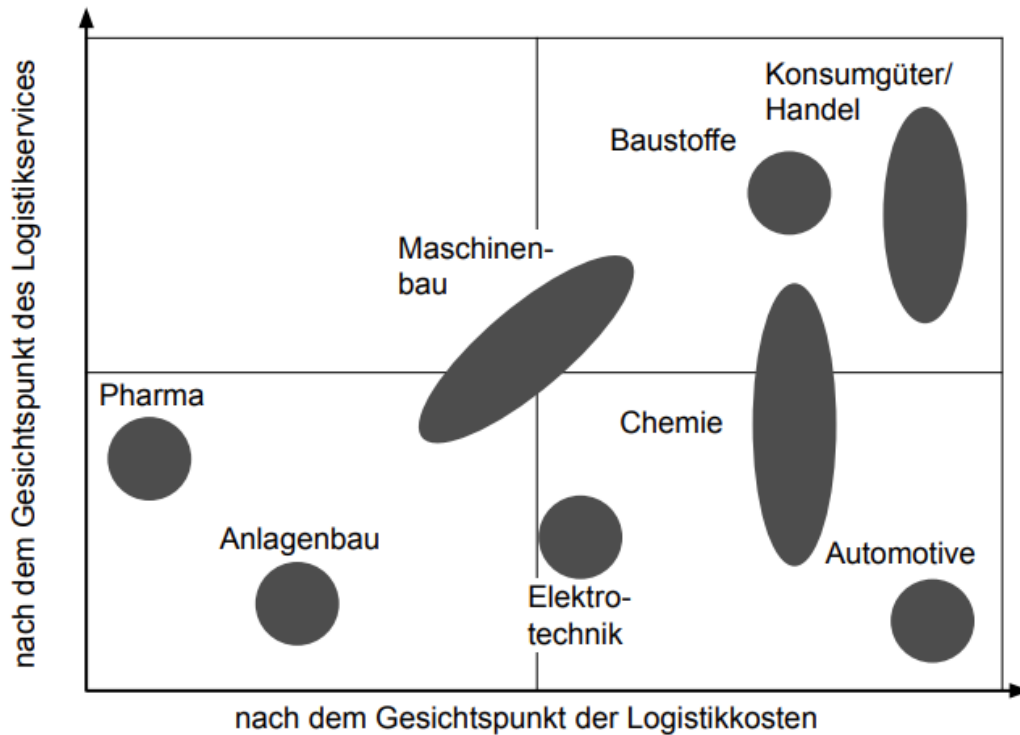 nach dem Gesichtspunkt des Logistikservices
Konsumgüter/
Handel
Baustoffe
Maschinen-
bau
Pharma
Chemie
Anlagenbau
Automotive
Elektro-
technik
nach dem Gesichtspunkt der Logistikkosten